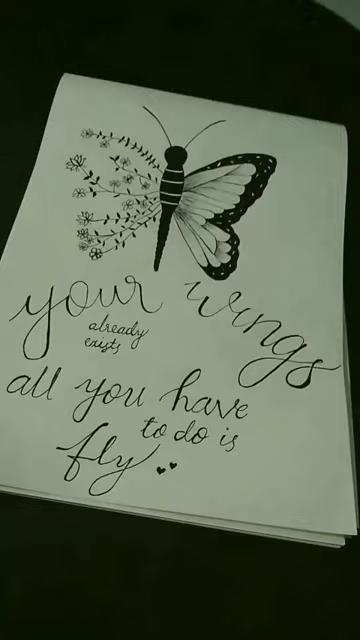 your wings
already
exists
all you have
to do is
fly